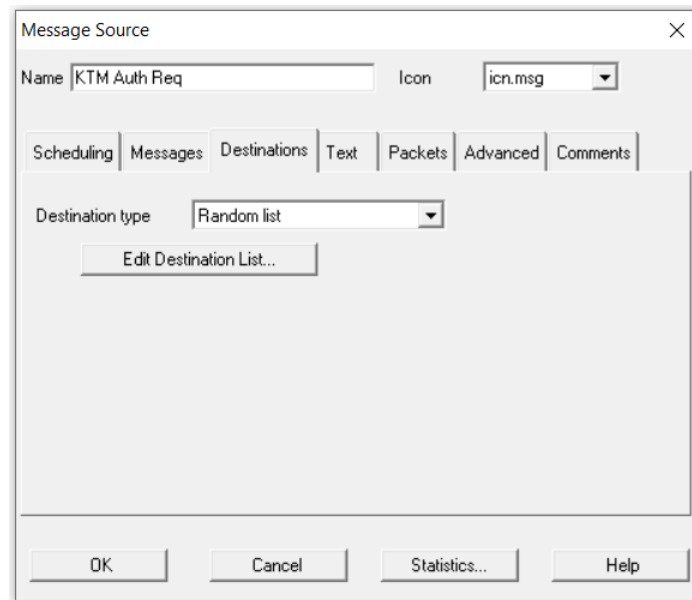 Message Source
Name KTM Auth Req Icon icn.msg
Scheduling Messages Destinations Text Packets Advanced Comments
Destination type Random list
Edit Destination List...
OK Cancel Statistics... Help